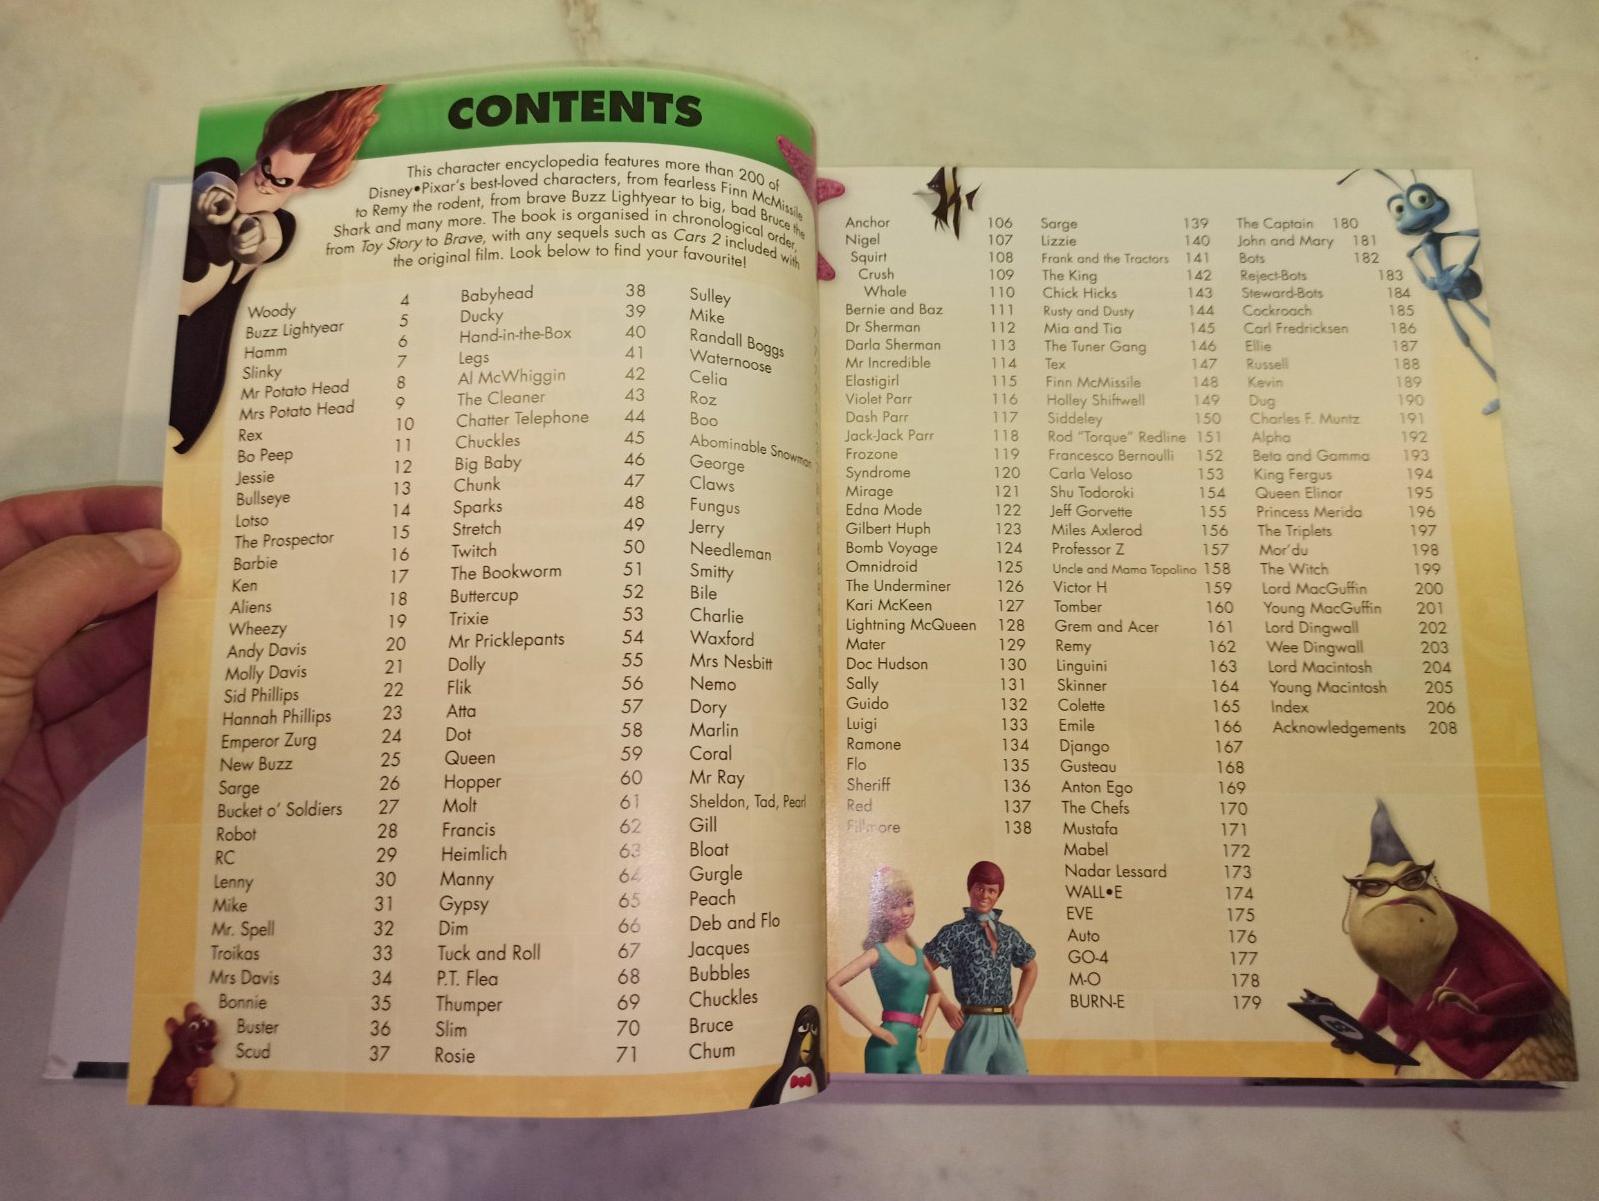 CONTENTS
This character encyclopedia features more than 200 of
Disney•Pixar's best-loved characters, from fearless Finn McMissile
to Remy the rodent, from brave Buzz Lightyear to big, bad Bruce the
Shark and many more. The book is organised in chronological order,
from Toy Story to Brave, with any sequels such as Cars 2 included with
the original film. Look below to find your favourite!
Woody 4
Buzz Lightyear 5
Hamm 6
Slinky 7
Mr Potato Head 8
Mrs Potato Head 9
Rex 10
Bo Peep 11
Jessie 12
Bullseye 13
Lotso 14
The Prospector 15
Barbie 16
Ken 17
Aliens 18
Wheezy 19
Andy Davis 20
Molly Davis 21
Sid Phillips 22
Hannah Phillips 23
Emperor Zurg 24
New Buzz 25
Sarge 26
Bucket o' Soldiers 27
Robot 28
RC 29
Lenny 30
Mike 31
Mr. Spell 32
Troikas 33
Mrs Davis 34
Bonnie 35
Buster 36
Scud 37
Babyhead 38
Ducky 39
Hand-in-the-Box 40
Legs 41
Al McWhiggin 42
The Cleaner 43
Chatter Telephone 44
Chuckles 45
Big Baby 46
Chunk 47
Sparks 48
Stretch 49
Twitch 50
The Bookworm 51
Buttercup 52
Trixie 53
Mr Pricklepants 54
Dolly 55
Flik 56
Atta 57
Dot 58
Queen 59
Hopper 60
Molt 61
Francis 62
Heimlich 63
Manny 64
Gypsy 65
Dim 66
Tuck and Roll 67
P.T. Flea 68
Thumper 69
Slim 70
Rosie 71
Sulley
Mike
Randall Boggs
Waternoose
Celia
Roz
Boo
Abominable Snowman
George
Claws
Fungus
Jerry
Needleman
Smitty
Bile
Charlie
Waxford
Mrs Nesbitt
Nemo
Dory
Marlin
Coral
Mr Ray
Sheldon, Tad, Pearl
Gill
Bloat
Gurgle
Peach
Deb and Flo
Jacques
Bubbles
Chuckles
Bruce
Chum
Anchor 106
Nigel 107
Squirt 108
Crush 109
Whale 110
Bernie and Baz 111
Dr Sherman 112
Darla Sherman 113
Mr Incredible 114
Elastigirl 115
Violet Parr 116
Dash Parr 117
Jack-Jack Parr 118
Frozone 119
Syndrome 120
Mirage 121
Edna Mode 122
Gilbert Huph 123
Bomb Voyage 124
Omnidroid 125
The Underminer 126
Kari McKeen 127
Lightning McQueen 128
Mater 129
Doc Hudson 130
Sally 131
Guido 132
Luigi 133
Ramone 134
Flo 135
Sheriff 136
Red 137
Fillmore 138
Sarge 139
Lizzie 140
Frank and the Tractors 141
The King 142
Chick Hicks 143
Rusty and Dusty 144
Mia and Tia 145
The Tuner Gang 146
Tex 147
Finn McMissile 148
Holley Shiftwell 149
Siddeley 150
Rod "Torque" Redline 151
Francesco Bernoulli 152
Carla Veloso 153
Shu Todoroki 154
Jeff Gorvette 155
Miles Axlerod 156
Professor Z 157
Uncle and Mama Topolino 158
Victor H 159
Tomber 160
Grem and Acer 161
Remy 162
Linguini 163
Skinner 164
Colette 165
Emile 166
Django 167
Gusteau 168
Anton Ego 169
The Chefs 170
Mustafa 171
Mabel 172
Nadar Lessard 173
WALL•E 174
EVE 175
Auto 176
GO-4 177
M-O 178
BURN-E 179
The Captain 180
John and Mary 181
Bots 182
Reject-Bots 183
Steward-Bots 184
Cockroach 185
Carl Fredricksen 186
Ellie 187
Russell 188
Kevin 189
Dug 190
Charles F. Muntz 191
Alpha 192
Beta and Gamma 193
King Fergus 194
Queen Elinor 195
Princess Merida 196
The Triplets 197
Mor'du 198
The Witch 199
Lord MacGuffin 200
Young MacGuffin 201
Lord Dingwall 202
Wee Dingwall 203
Lord Macintosh 204
Young Macintosh 205
Index 206
Acknowledgements 208